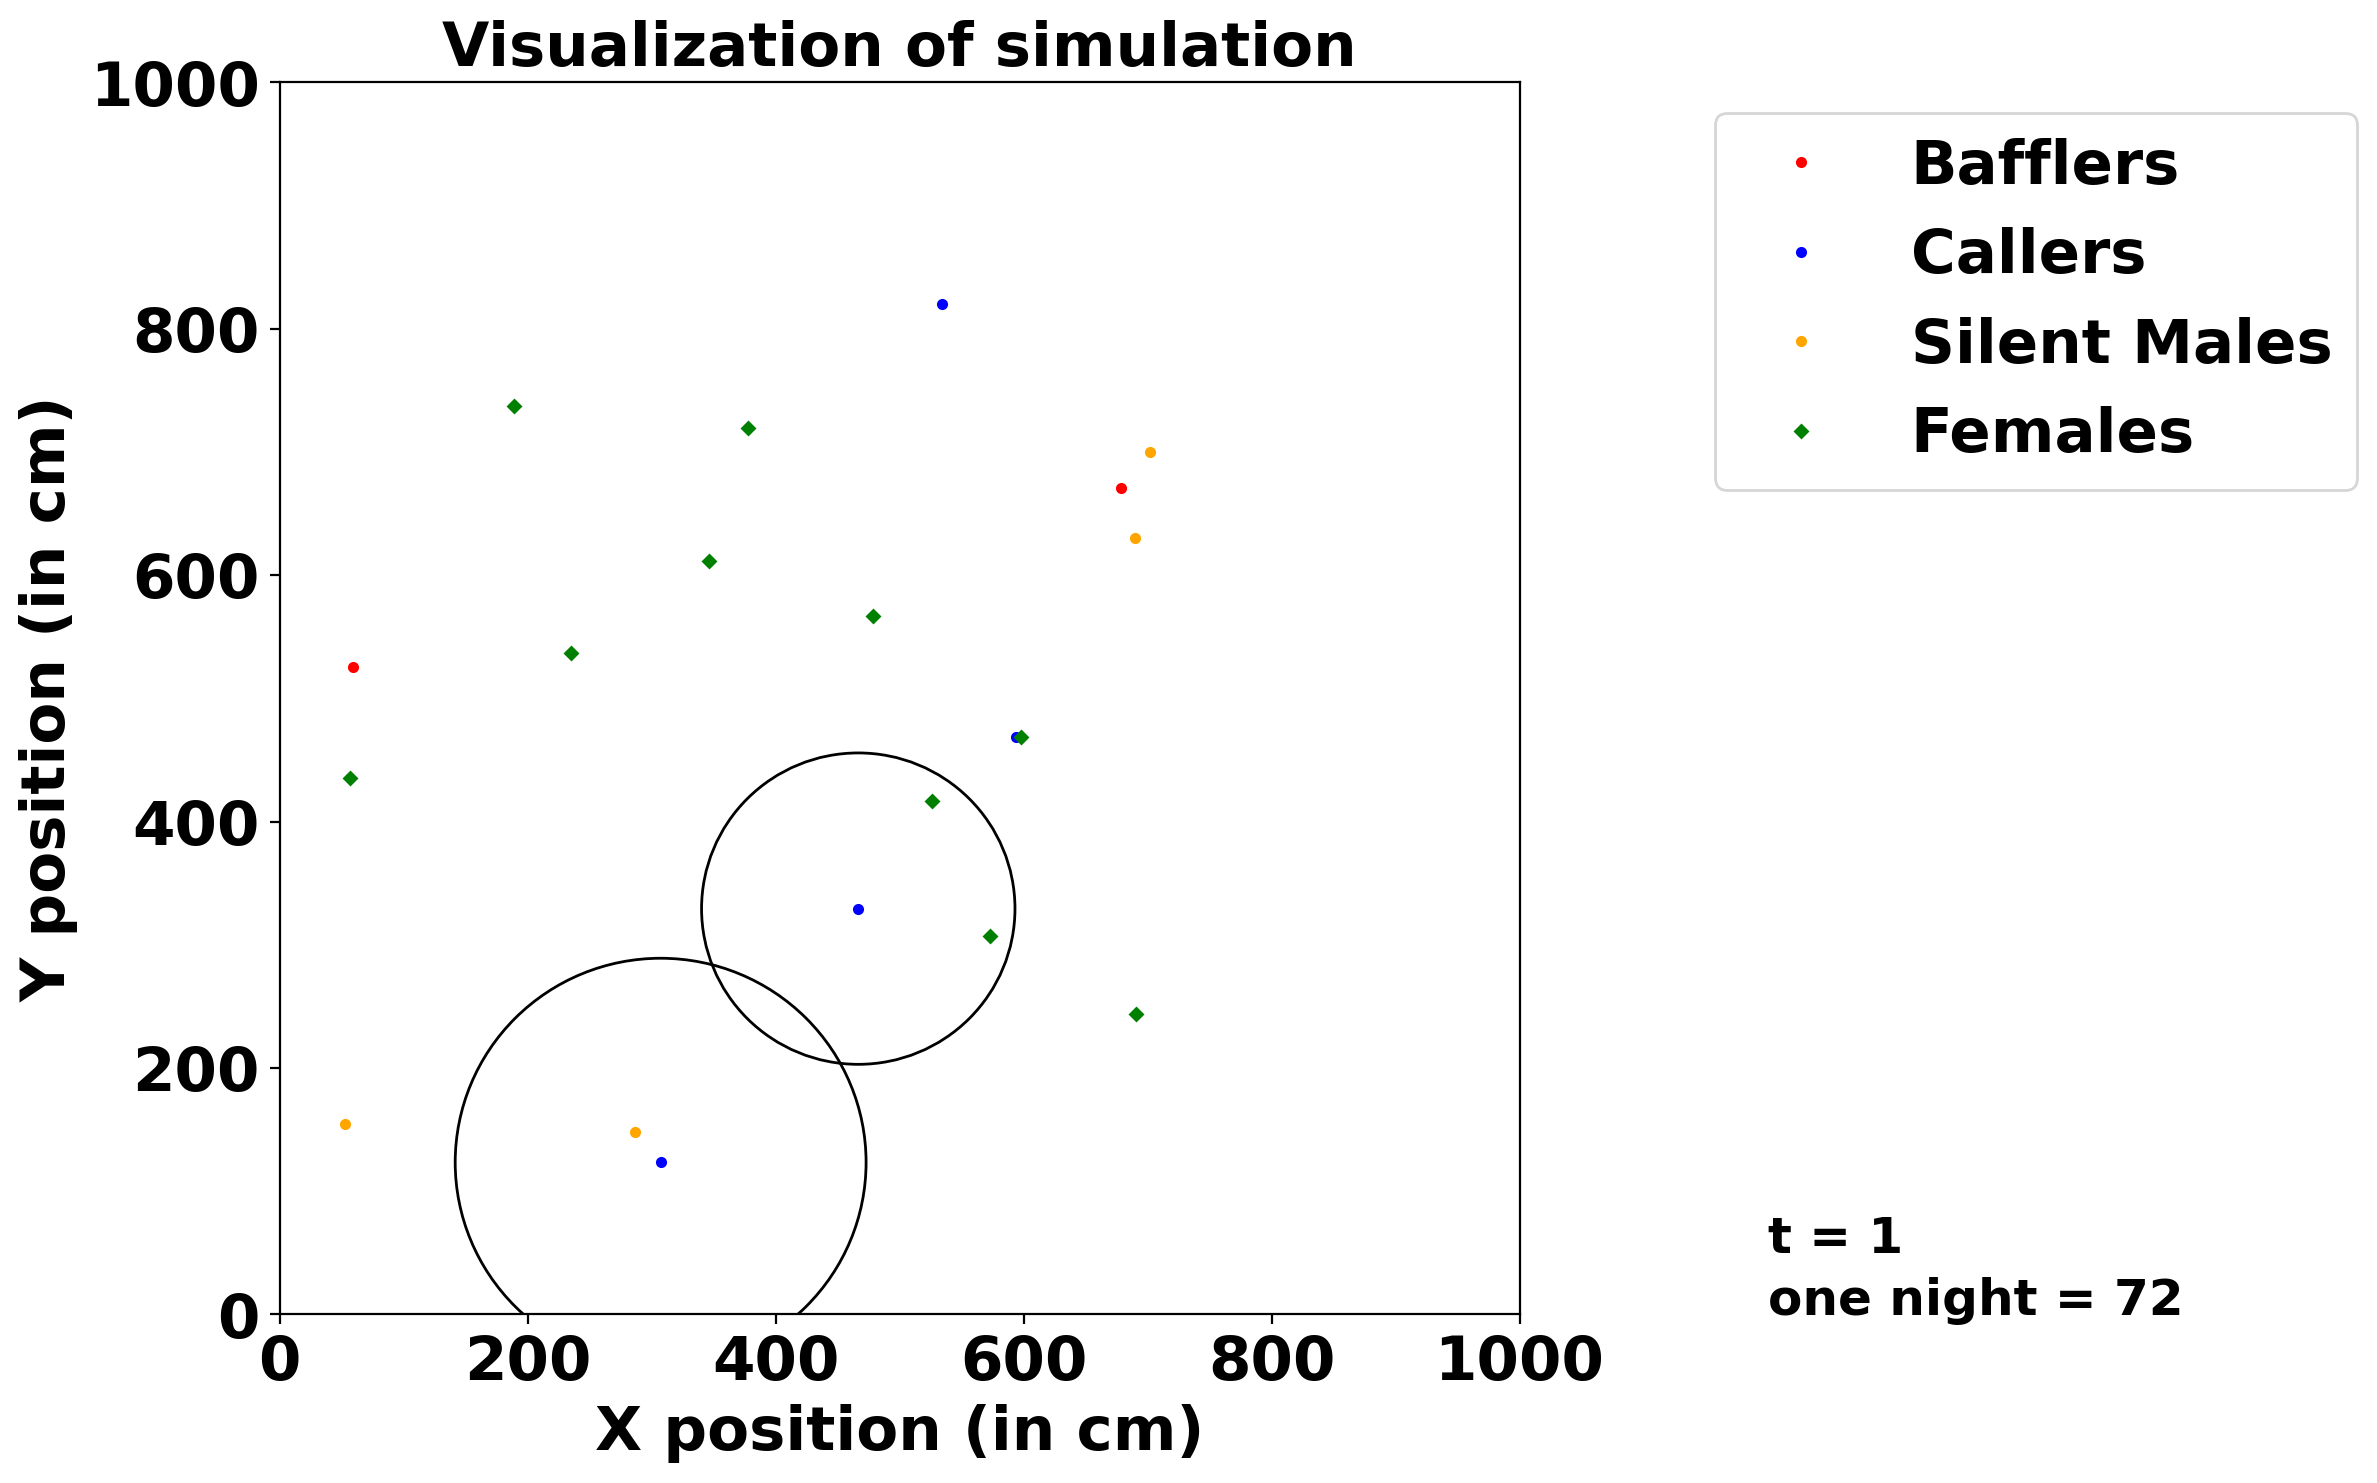 Visualization of simulation
1000
800
600
400
200
0
Y position (in cm)
0 200 400 600 800 1000
X position (in cm)
Bafflers
Callers
Silent Males
Females
t = 1
one night = 72